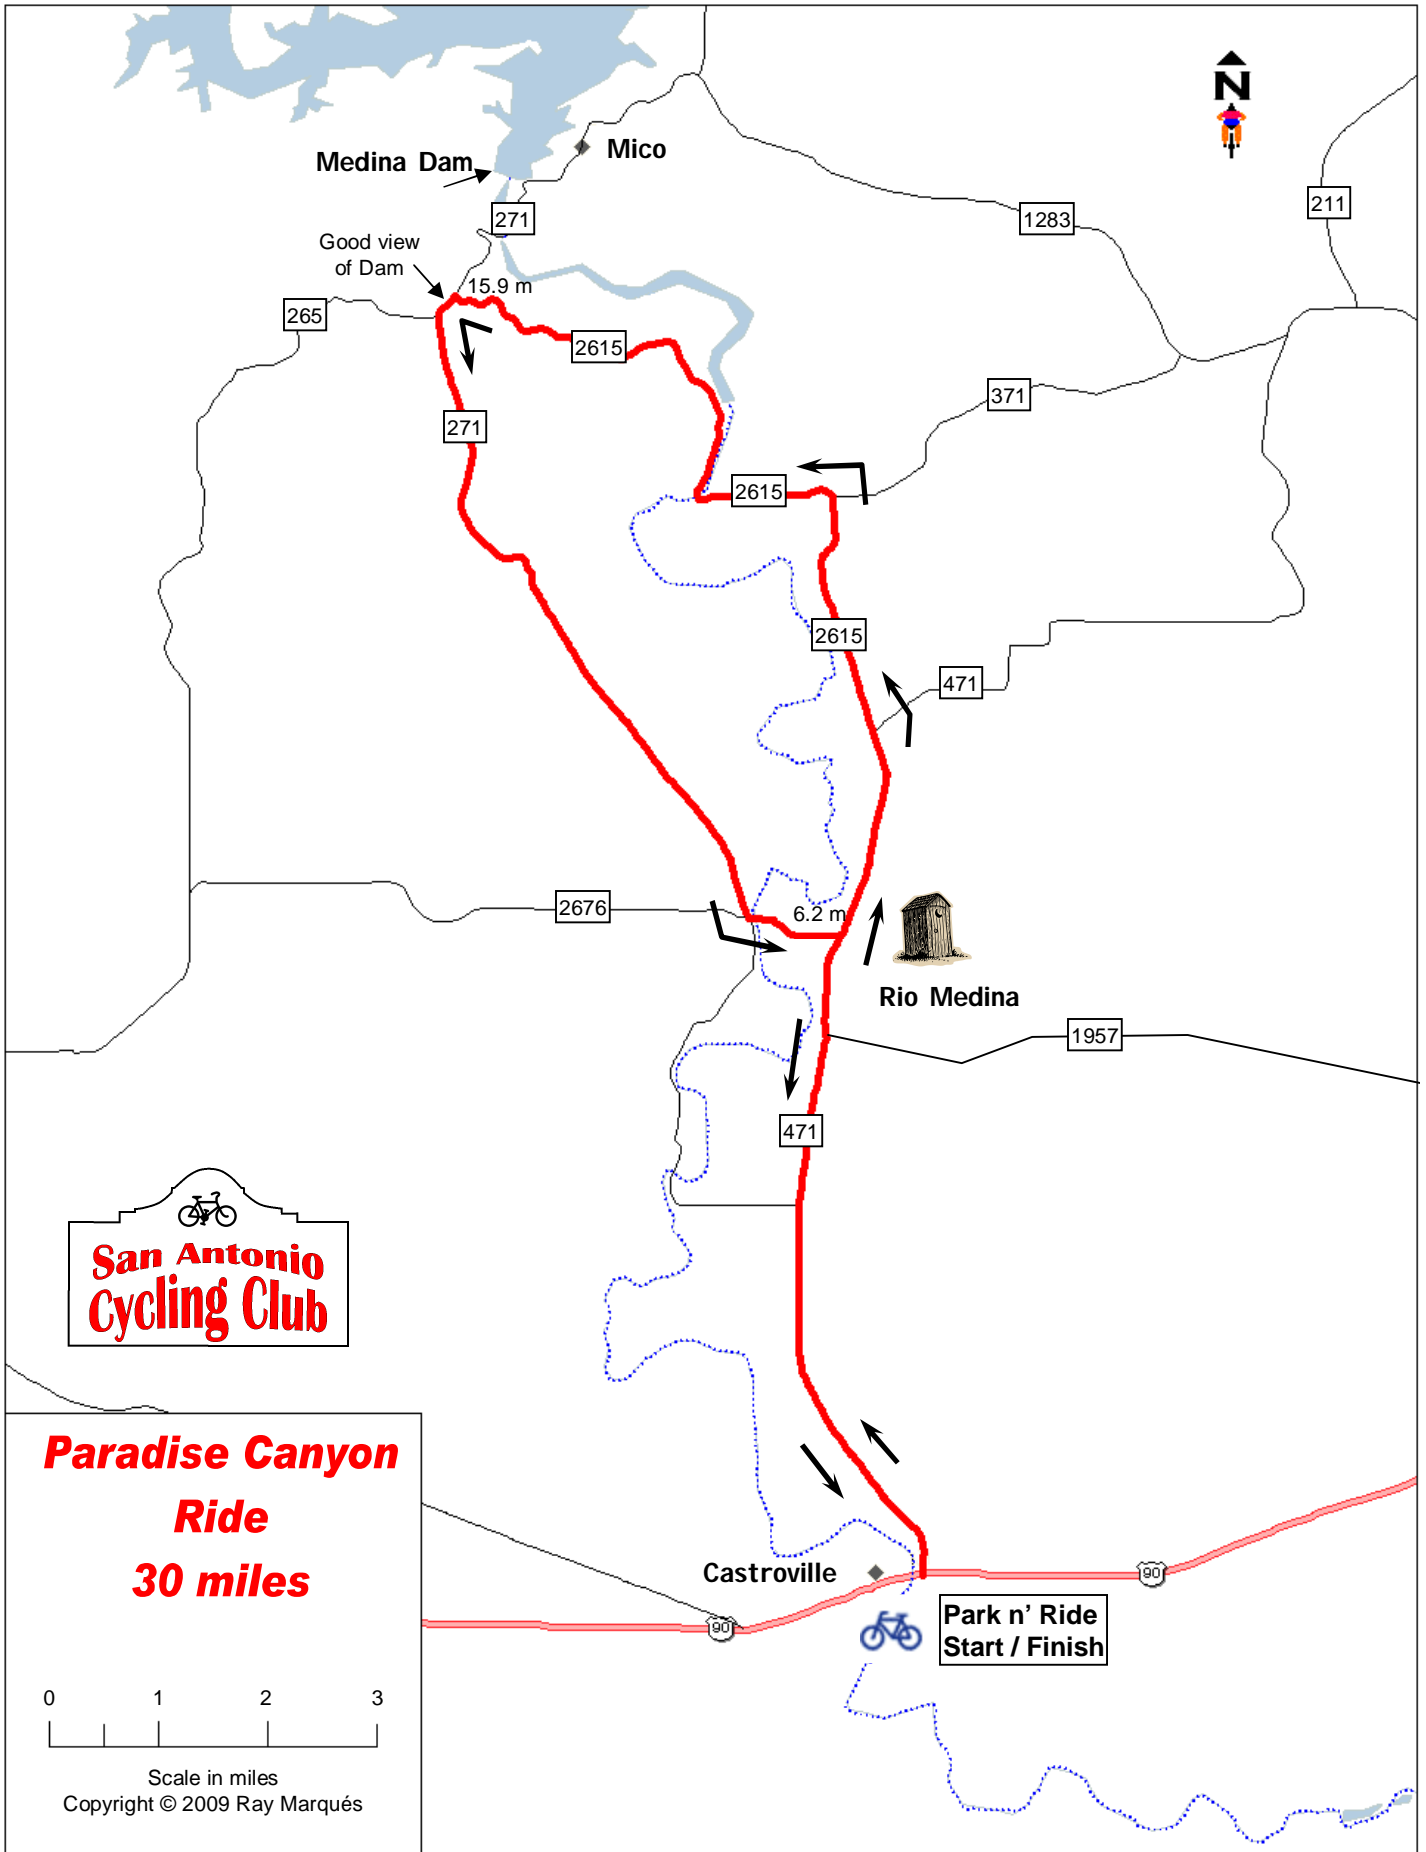 N
Mico
Medina Dam
271
211
1283
Good view
of Dam
15.9 m
265
2615
371
271
2615
2615
471
2676
6.2 m
Rio Medina
1957
471
San Antonio
Cycling Club
Paradise Canyon
Ride
30 miles
Castroville
90
90
Park n' Ride
Start / Finish
0 1 2 3
Scale in miles
Copyright © 2009 Ray Marqués